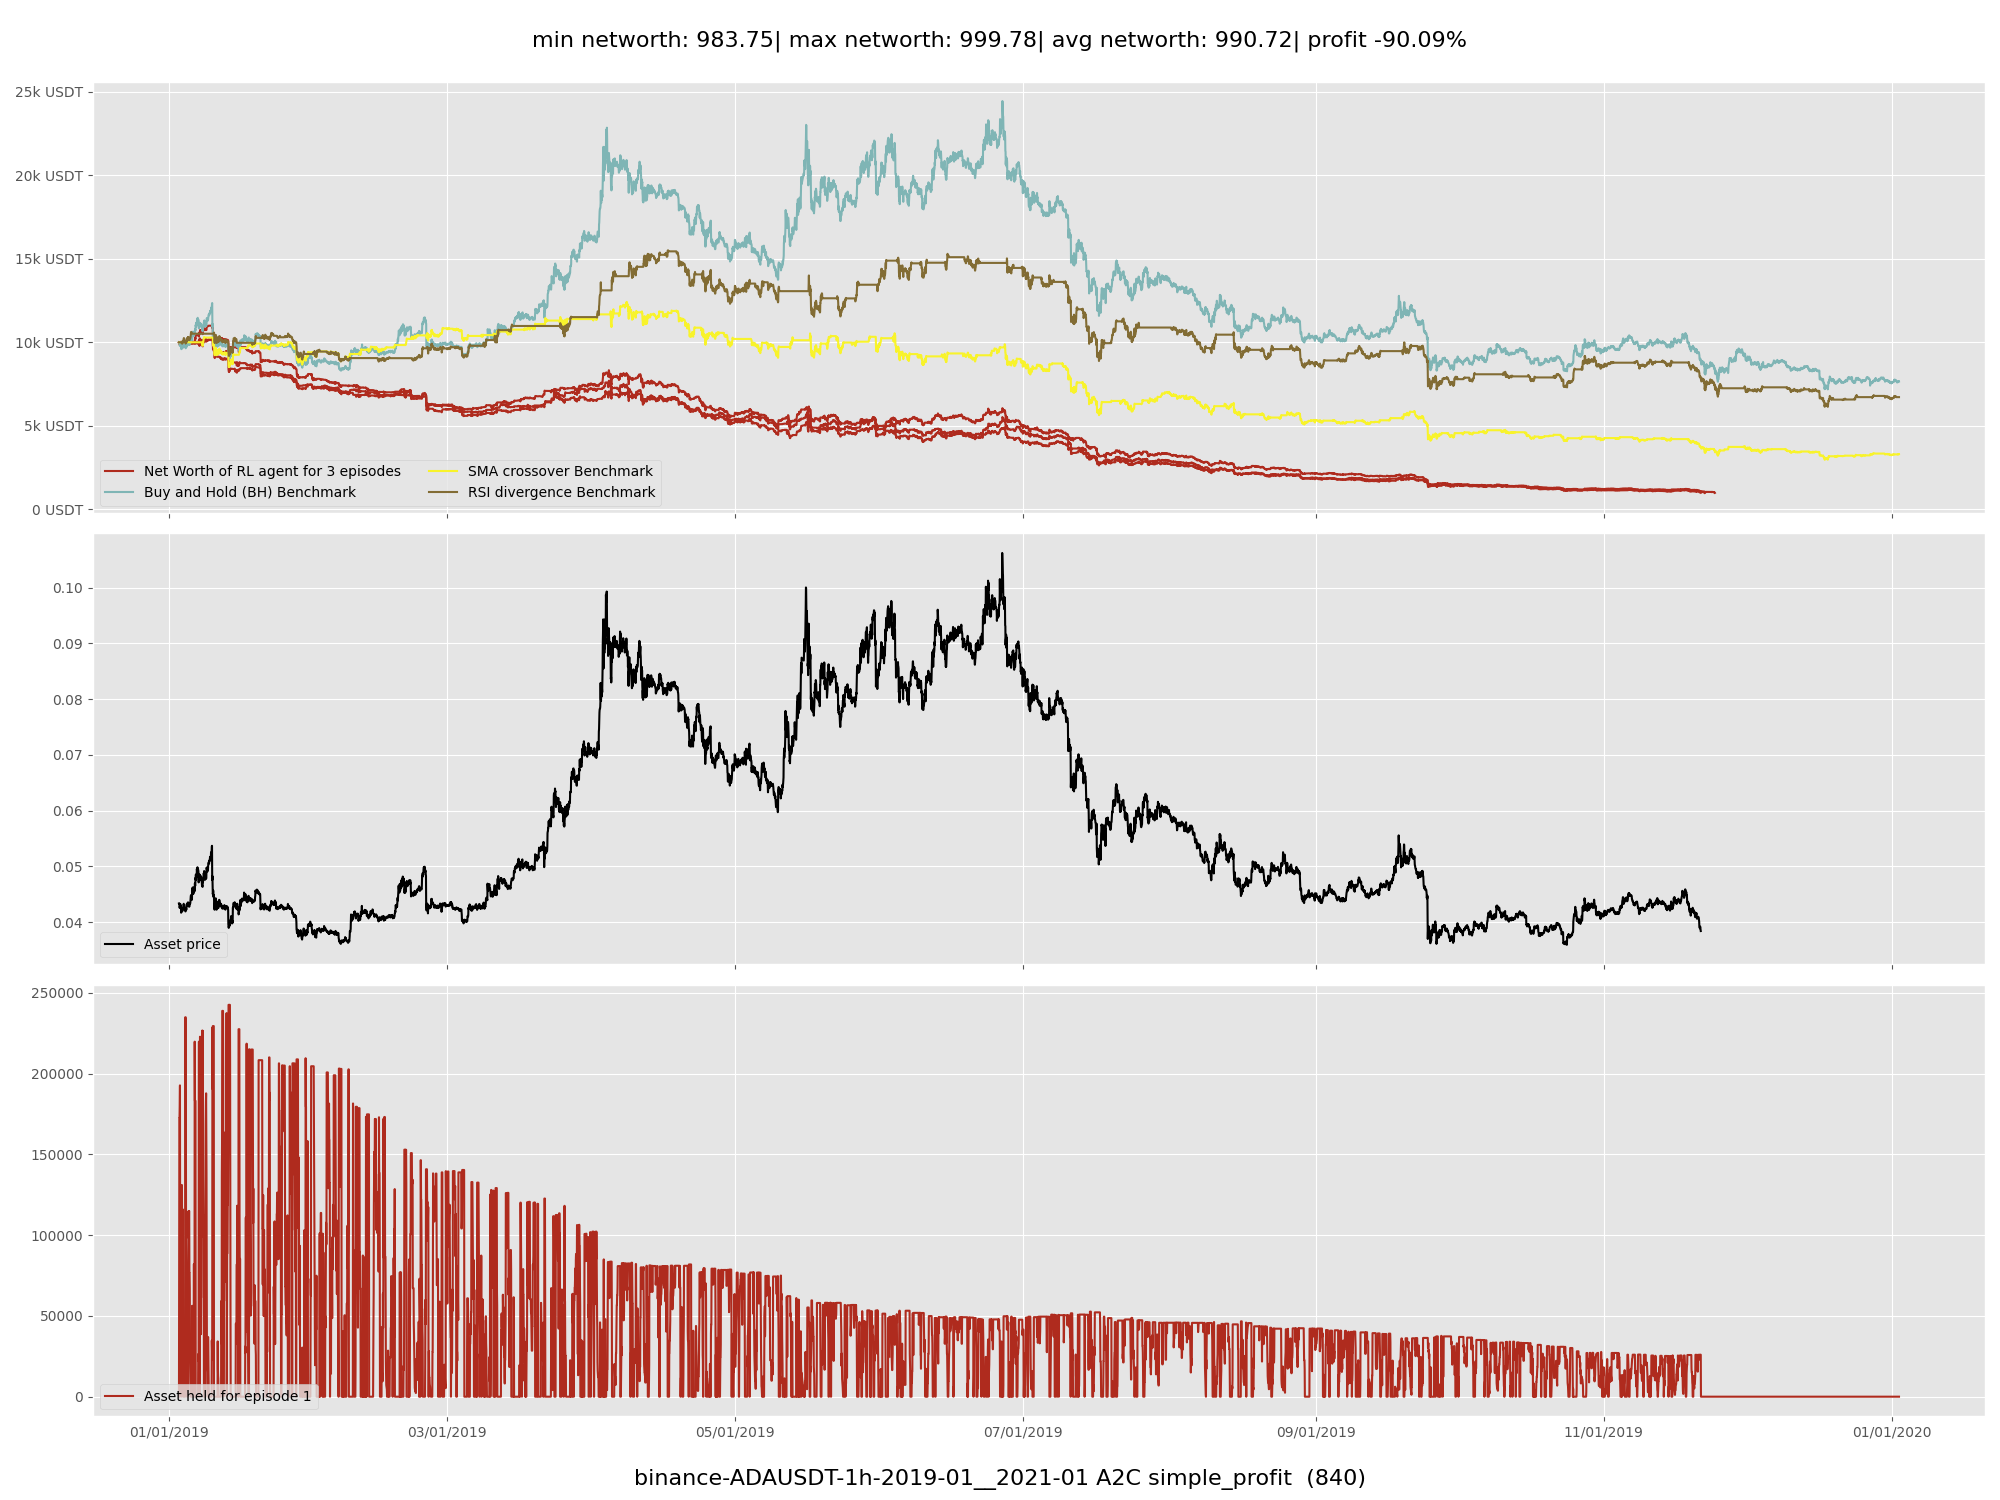 min networth: 983.75| max networth: 999.78| avg networth: 990.72| profit -90.09%
25k USDT
20k USDT
15k USDT
10k USDT
5k USDT
0 USDT
Net Worth of RL agent for 3 episodes
Buy and Hold (BH) Benchmark
SMA crossover Benchmark
RSI divergence Benchmark
0.10
0.09
0.08
0.07
0.06
0.05
0.04
Asset price
250000
200000
150000
100000
50000
0
Asset held for episode 1
01/01/2019 03/01/2019 05/01/2019 07/01/2019 09/01/2019 11/01/2019 01/01/2020
binance-ADAUSDT-1h-2019-01__2021-01 A2C simple_profit (840)